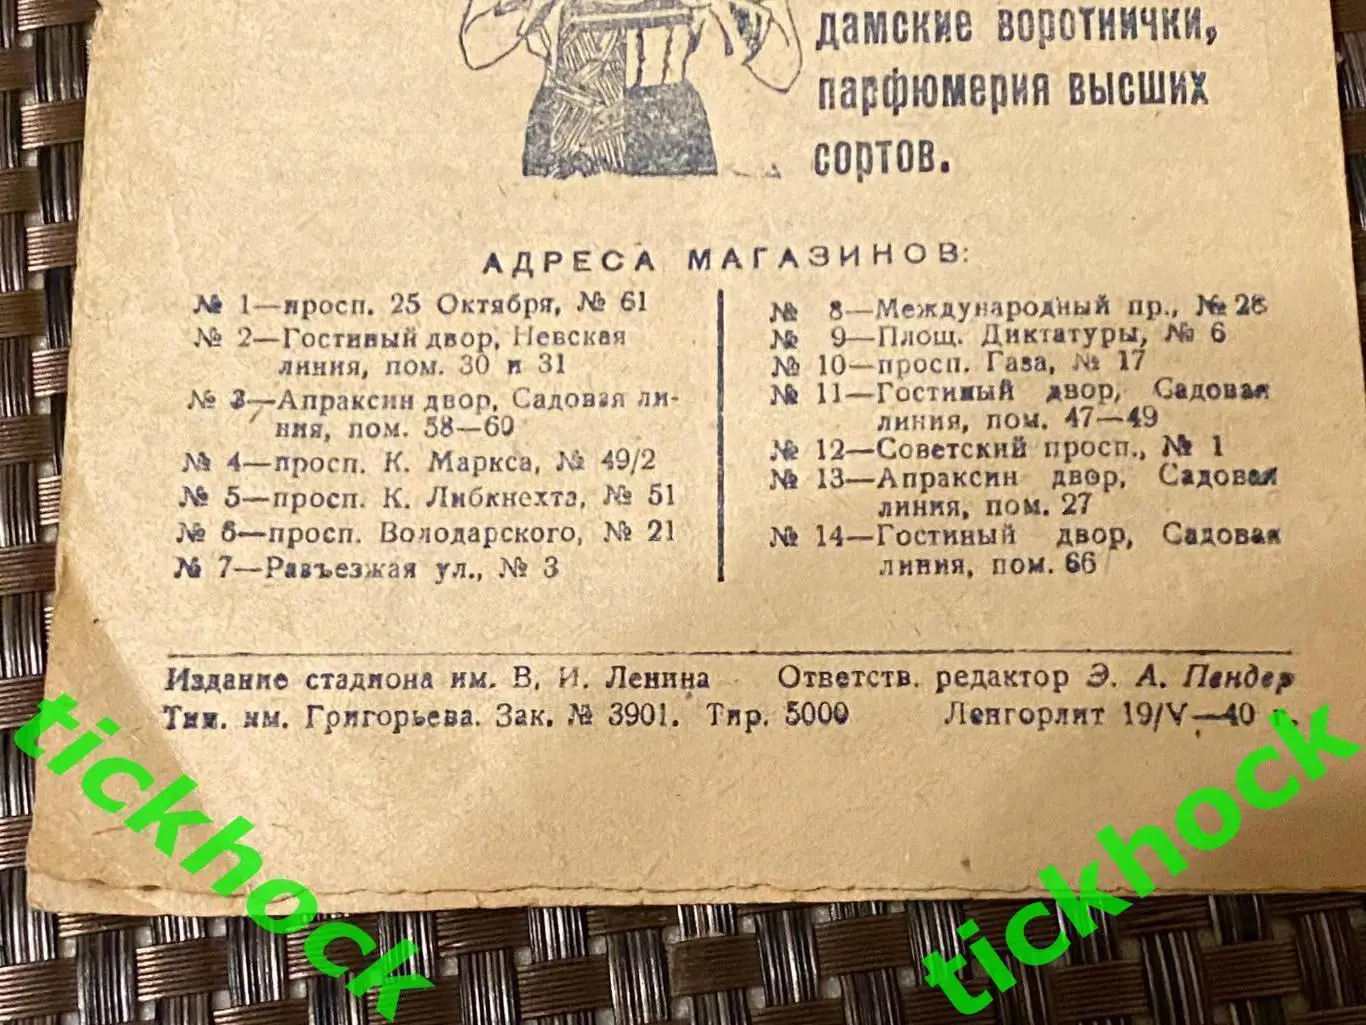 дамские воротнички,
парфюмерия высших
сортов.
АДРЕСА МАГАЗИНОВ:
№ 1—просп. 25 Октября, № 61
№ 2—Гостивый двор, Невская
линия, пом. 30 и 31
№ 3—Апраксин двор, Садовая ли-
ния, пом. 58—60
№ 4—просп. К. Маркса, № 49/2
№ 5—просп. К. Либкнехта, № 51
№ 6—просп. Володарского, № 21
№ 7—Разъезжая ул., № 3
№ 8—Международный пр., № 26
№ 9—Площ. Диктатуры, № 6
№ 10—просп. Газа, № 17
№ 11—Гостиный двор, Садовая
линия, пом. 47—49
№ 12—Советский просп., № 1
№ 13—Апраксин двор, Садовая
линия, пом. 27
№ 14—Гостиный двор, Садовая
линия, пом. 66
Издание стадиона им. В. И. Ленина Ответств. редактор Э. А. Пендер
Тип. им. Григорьева. Зак. № 3901. Тир. 5000 Ленгорлит 19/V—40 г.
tickhock
tickhock